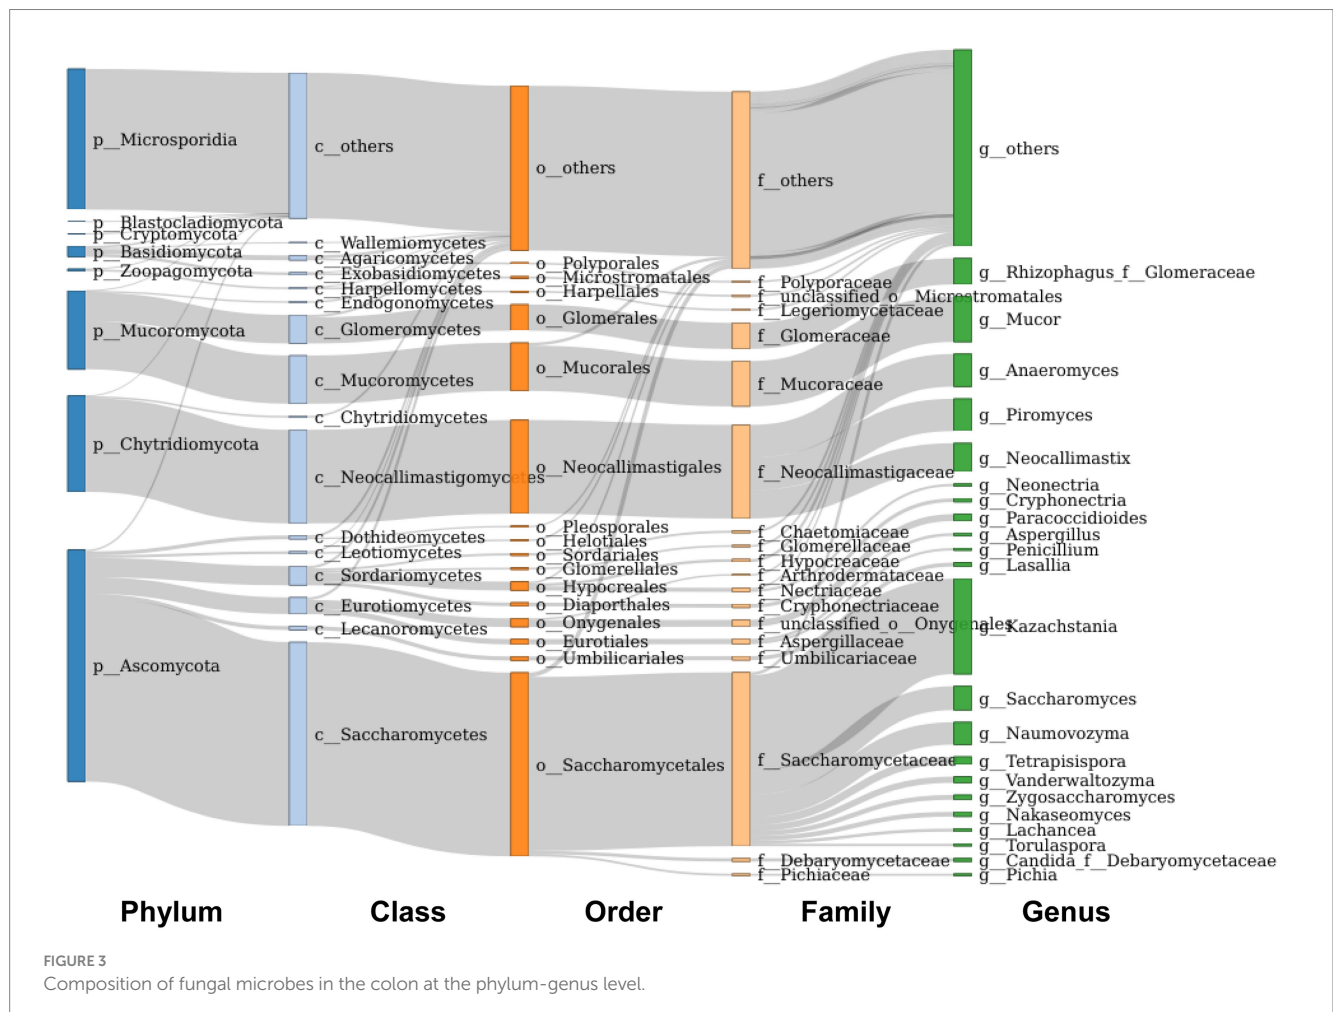 p__Microsporidia
p__Blastocladiomycota
p__Cryptomycota
p__Basidiomycota
p__Zoopagomycota
p__Mucoromycota
p__Chytridiomycota
p__Ascomycota
c__others
c__Wallemiomycetes
c__Agaricomycetes
c__Exobasidiomycetes
c__Harpellomycetes
c__Endogonomycetes
c__Glomeromycetes
c__Mucoromycetes
c__Chytridiomycetes
c__Neocallimastigomycetes
c__Dothideomycetes
c__Leotiomycetes
c__Sordariomycetes
c__Eurotiomycetes
c__Lecanoromycetes
c__Saccharomycetes
o__others
o__Polyporales
o__Microstromatales
o__Harpellales
o__Glomerales
o__Mucorales
o__Neocallimastigales
o__Pleosporales
o__Helotiales
o__Sordariales
o__Glomerellales
o__Hypocreales
o__Diaporthales
o__Onygenales
o__Eurotiales
o__Umbilicariales
o__Saccharomycetales
f__others
f__Polyporaceae
f__unclassified_o__Microstromatales
f__Legeriomycetaceae
f__Glomeraceae
f__Mucoraceae
f__Neocallimastigaceae
f__Chaetomiaceae
f__Glomerellaceae
f__Hypocreaceae
f__Arthrodermataceae
f__Nectriaceae
f__Cryphonectriaceae
f__unclassified_o__Onygenales
f__Aspergillaceae
f__Umbilicariaceae
f__Saccharomycetaceae
f__Debaryomycetaceae
f__Pichiaceae
g__others
g__Rhizophagus_f__Glomeraceae
g__Mucor
g__Anaeromyces
g__Piromyces
g__Neocallimastix
g__Neonectria
g__Cryphonectria
g__Paracoccidioides
g__Aspergillus
g__Penicillium
g__Lasallia
g__Kazachstania
g__Saccharomyces
g__Naumovozyma
g__Tetrapisispora
g__Vanderwaltozyma
g__Zygosaccharomyces
g__Nakaseomyces
g__Lachancea
g__Torulaspora
g__Candida_f__Debaryomycetaceae
g__Pichia
Phylum Class Order Family Genus
FIGURE 3
Composition of fungal microbes in the colon at the phylum-genus level.